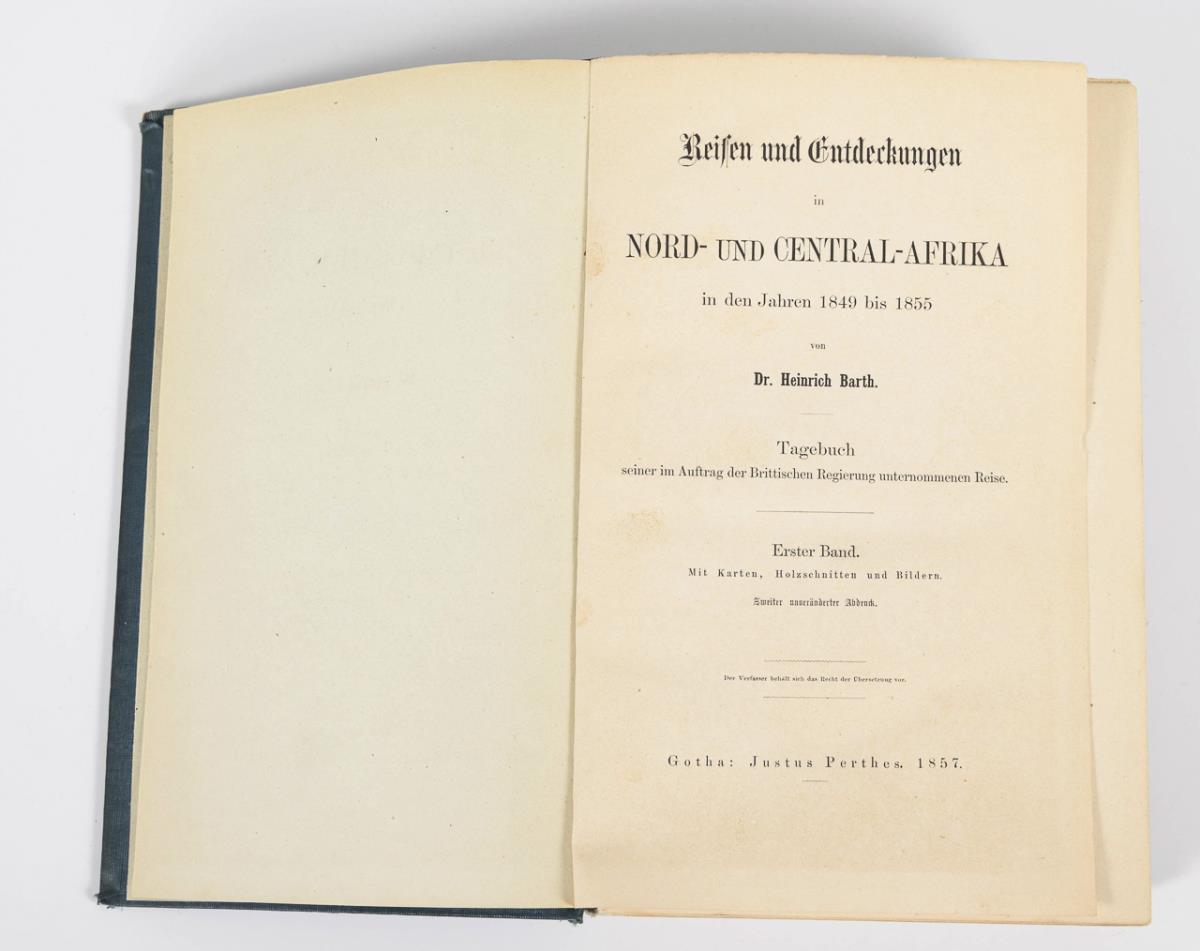 Reiſen und Entdeckungen
in
NORD- UND CENTRAL-AFRIKA
in den Jahren 1849 bis 1855
von
Dr. Heinrich Barth.
Tagebuch
seiner im Auftrag der Brittischen Regierung unternommenen Reise.
Erster Band.
Mit Karten, Holzschnitten und Bildern.
Zweiter unveränderter Abdruck.
Der Verfasser behält sich das Recht der Übersetzung vor.
Gotha: Justus Perthes. 1857.